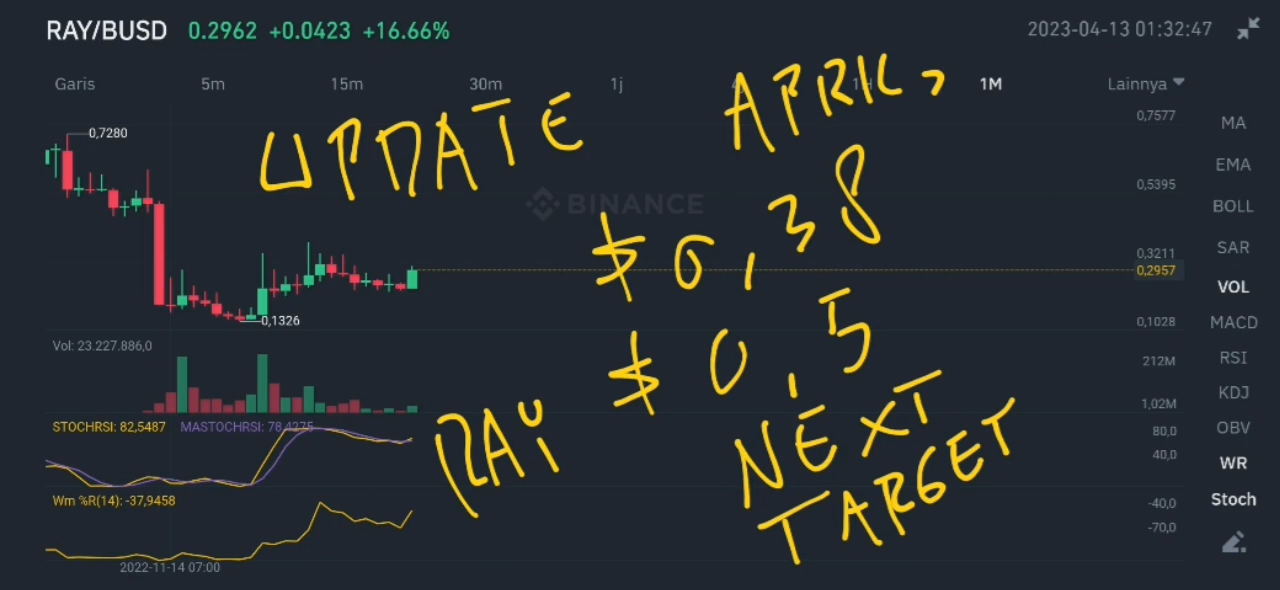 RAY/BUSD 0.2962 +0.0423 +16.66% 2023-04-13 01:32:47
Garis 5m 15m 30m 1j 1M Lainnya
UPDATE APRIL,
0,7280
0,7577
0,5395
0,3211
0,2957
0,1028
BINANCE
$ 0,38
0,1326
$ 0,5
NEXT
TARGET
RAY
Vol: 23.227.886,0
212M
1,02M
STOCHRSI: 82,5487 MASTOCHRSI: 78,4275
80,0
40,0
Wm %R(14): -37,9458
-40,0
-70,0
2022-11-14 07:00
MA
EMA
BOLL
SAR
VOL
MACD
RSI
KDJ
OBV
WR
Stoch